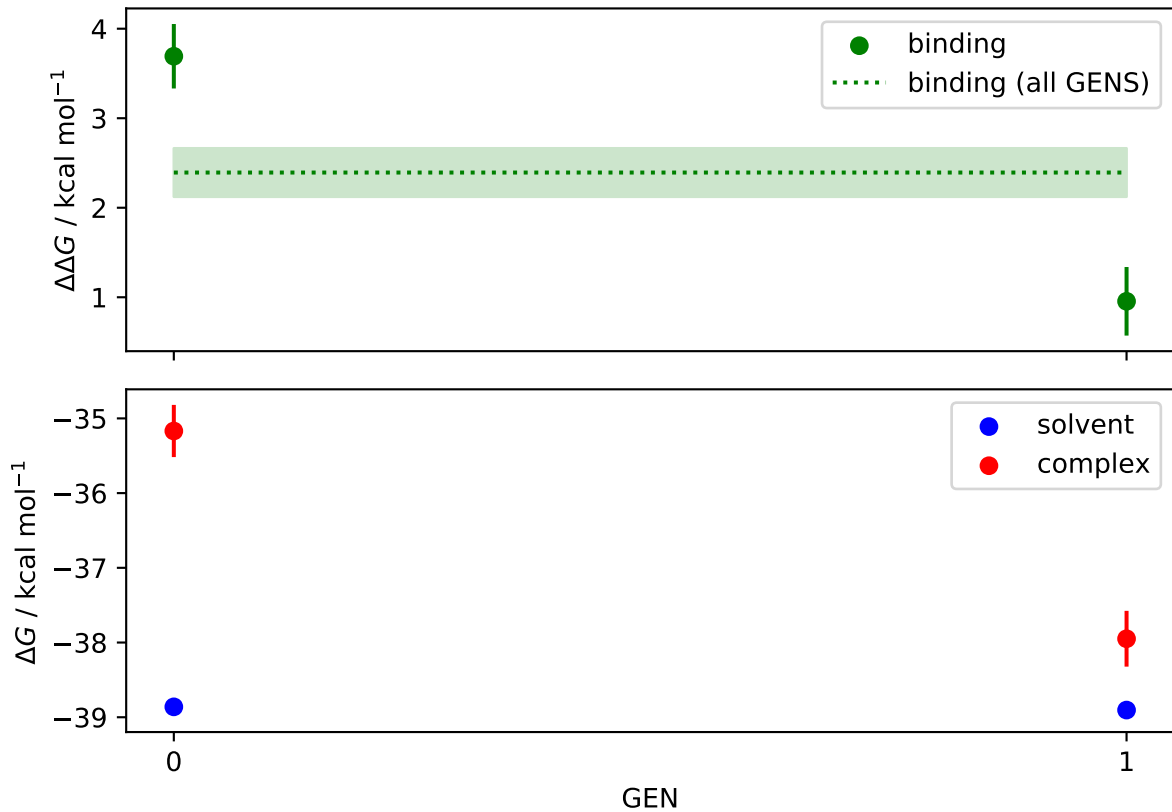 4
3
2
1
ΔΔG / kcal mol⁻¹
binding
binding (all GENS)
−35
−36
−37
−38
−39
ΔG / kcal mol⁻¹
solvent
complex
0
1
GEN